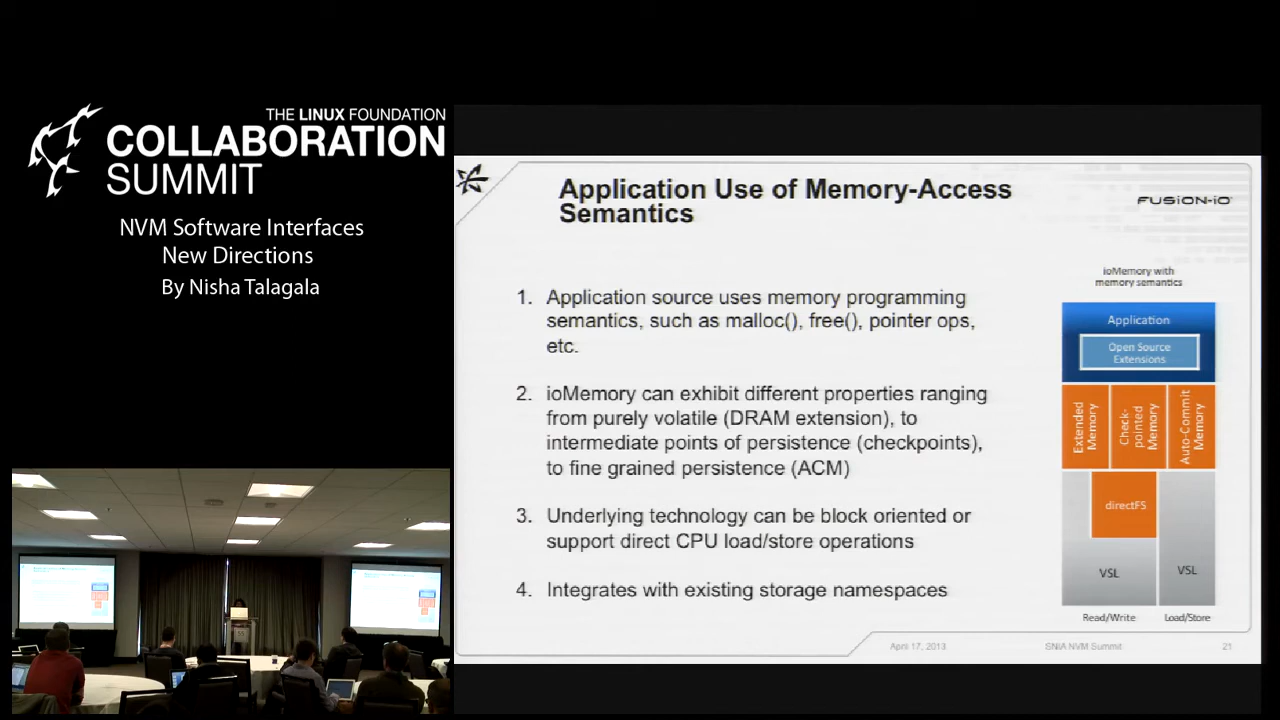 THE LINUX FOUNDATION
COLLABORATION
SUMMIT
NVM Software Interfaces
New Directions
By Nisha Talagala
Application Use of Memory-Access
Semantics
FUSION-iO
1. Application source uses memory programming
semantics, such as malloc(), free(), pointer ops,
etc.
2. ioMemory can exhibit different properties ranging
from purely volatile (DRAM extension), to
intermediate points of persistence (checkpoints),
to fine grained persistence (ACM)
3. Underlying technology can be block oriented or
support direct CPU load/store operations
4. Integrates with existing storage namespaces
ioMemory with
memory semantics
Application
Open Source
Extensions
Extended
Memory
Check-
pointed
Memory
Auto-Commit
Memory
directFS
VSL
VSL
Read/Write
Load/Store
April 17, 2013
SNIA NVM Summit
21